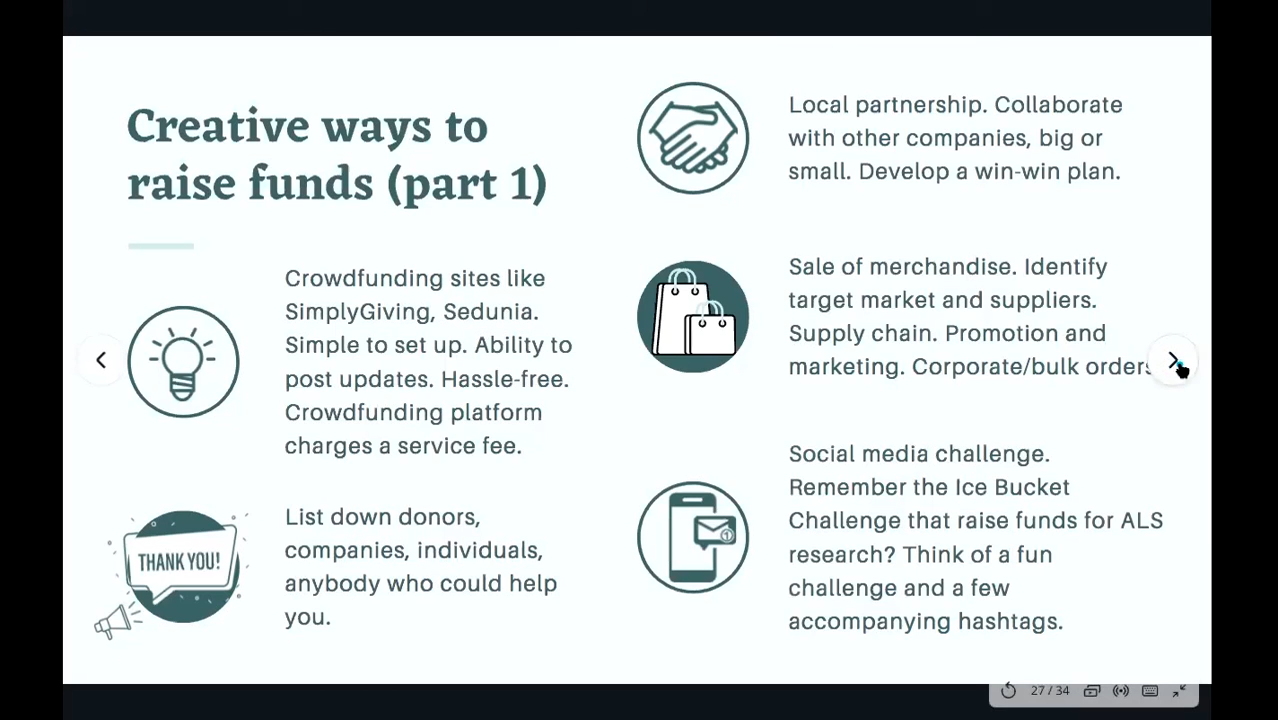 Creative ways to
raise funds (part 1)
Crowdfunding sites like
SimplyGiving, Sedunia.
Simple to set up. Ability to
post updates. Hassle-free.
Crowdfunding platform
charges a service fee.
THANK YOU!
List down donors,
companies, individuals,
anybody who could help
you.
Local partnership. Collaborate
with other companies, big or
small. Develop a win-win plan.
Sale of merchandise. Identify
target market and suppliers.
Supply chain. Promotion and
marketing. Corporate/bulk orders
1
Social media challenge.
Remember the Ice Bucket
Challenge that raise funds for ALS
research? Think of a fun
challenge and a few
accompanying hashtags.
27 / 34